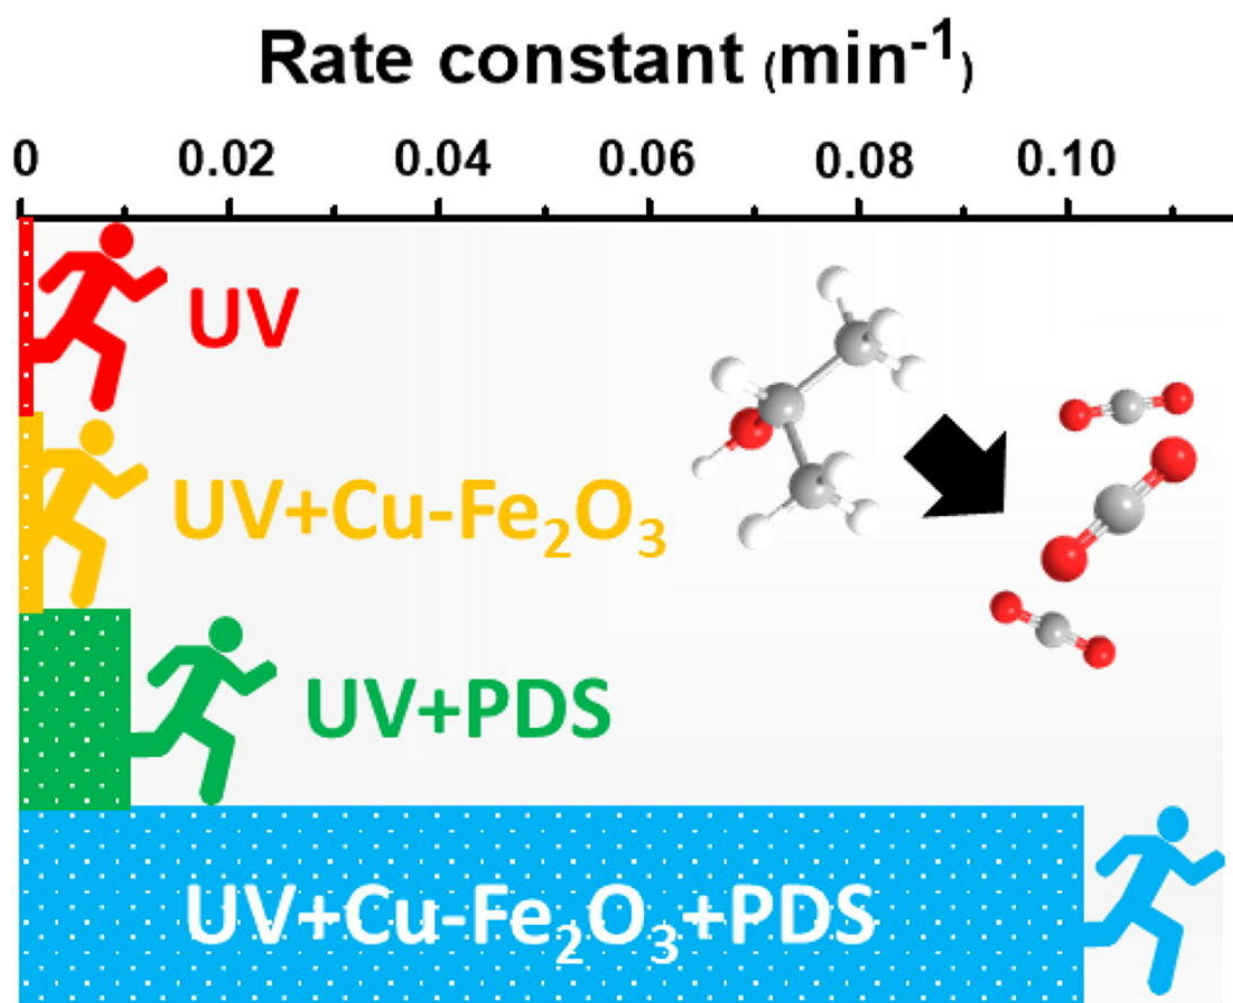 Rate constant (min⁻¹)
0 0.02 0.04 0.06 0.08 0.10
UV
UV+Cu-Fe₂O₃
UV+PDS
UV+Cu-Fe₂O₃+PDS